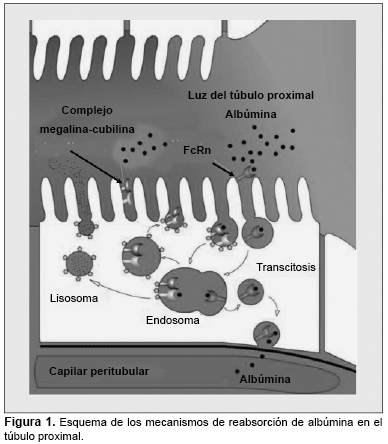 Luz del túbulo proximal
Albúmina
Complejo
megalina-cubilina
FcRn
Transcitosis
Lisosoma
Endosoma
Capilar peritubular
Albúmina
Figura 1. Esquema de los mecanismos de reabsorción de albúmina en el
túbulo proximal.